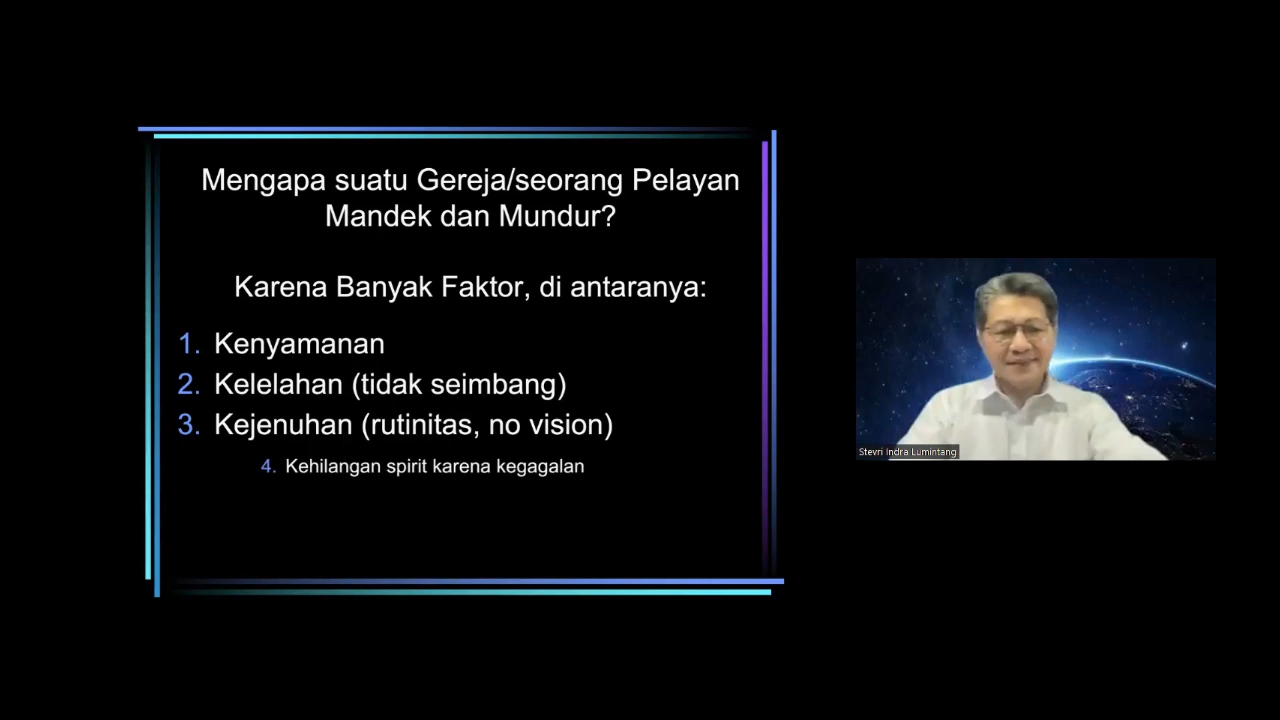 Mengapa suatu Gereja/seorang Pelayan
Mandek dan Mundur?
Karena Banyak Faktor, di antaranya:
1. Kenyamanan
2. Kelelahan (tidak seimbang)
3. Kejenuhan (rutinitas, no vision)
4. Kehilangan spirit karena kegagalan
Stevri Indra Lumintang